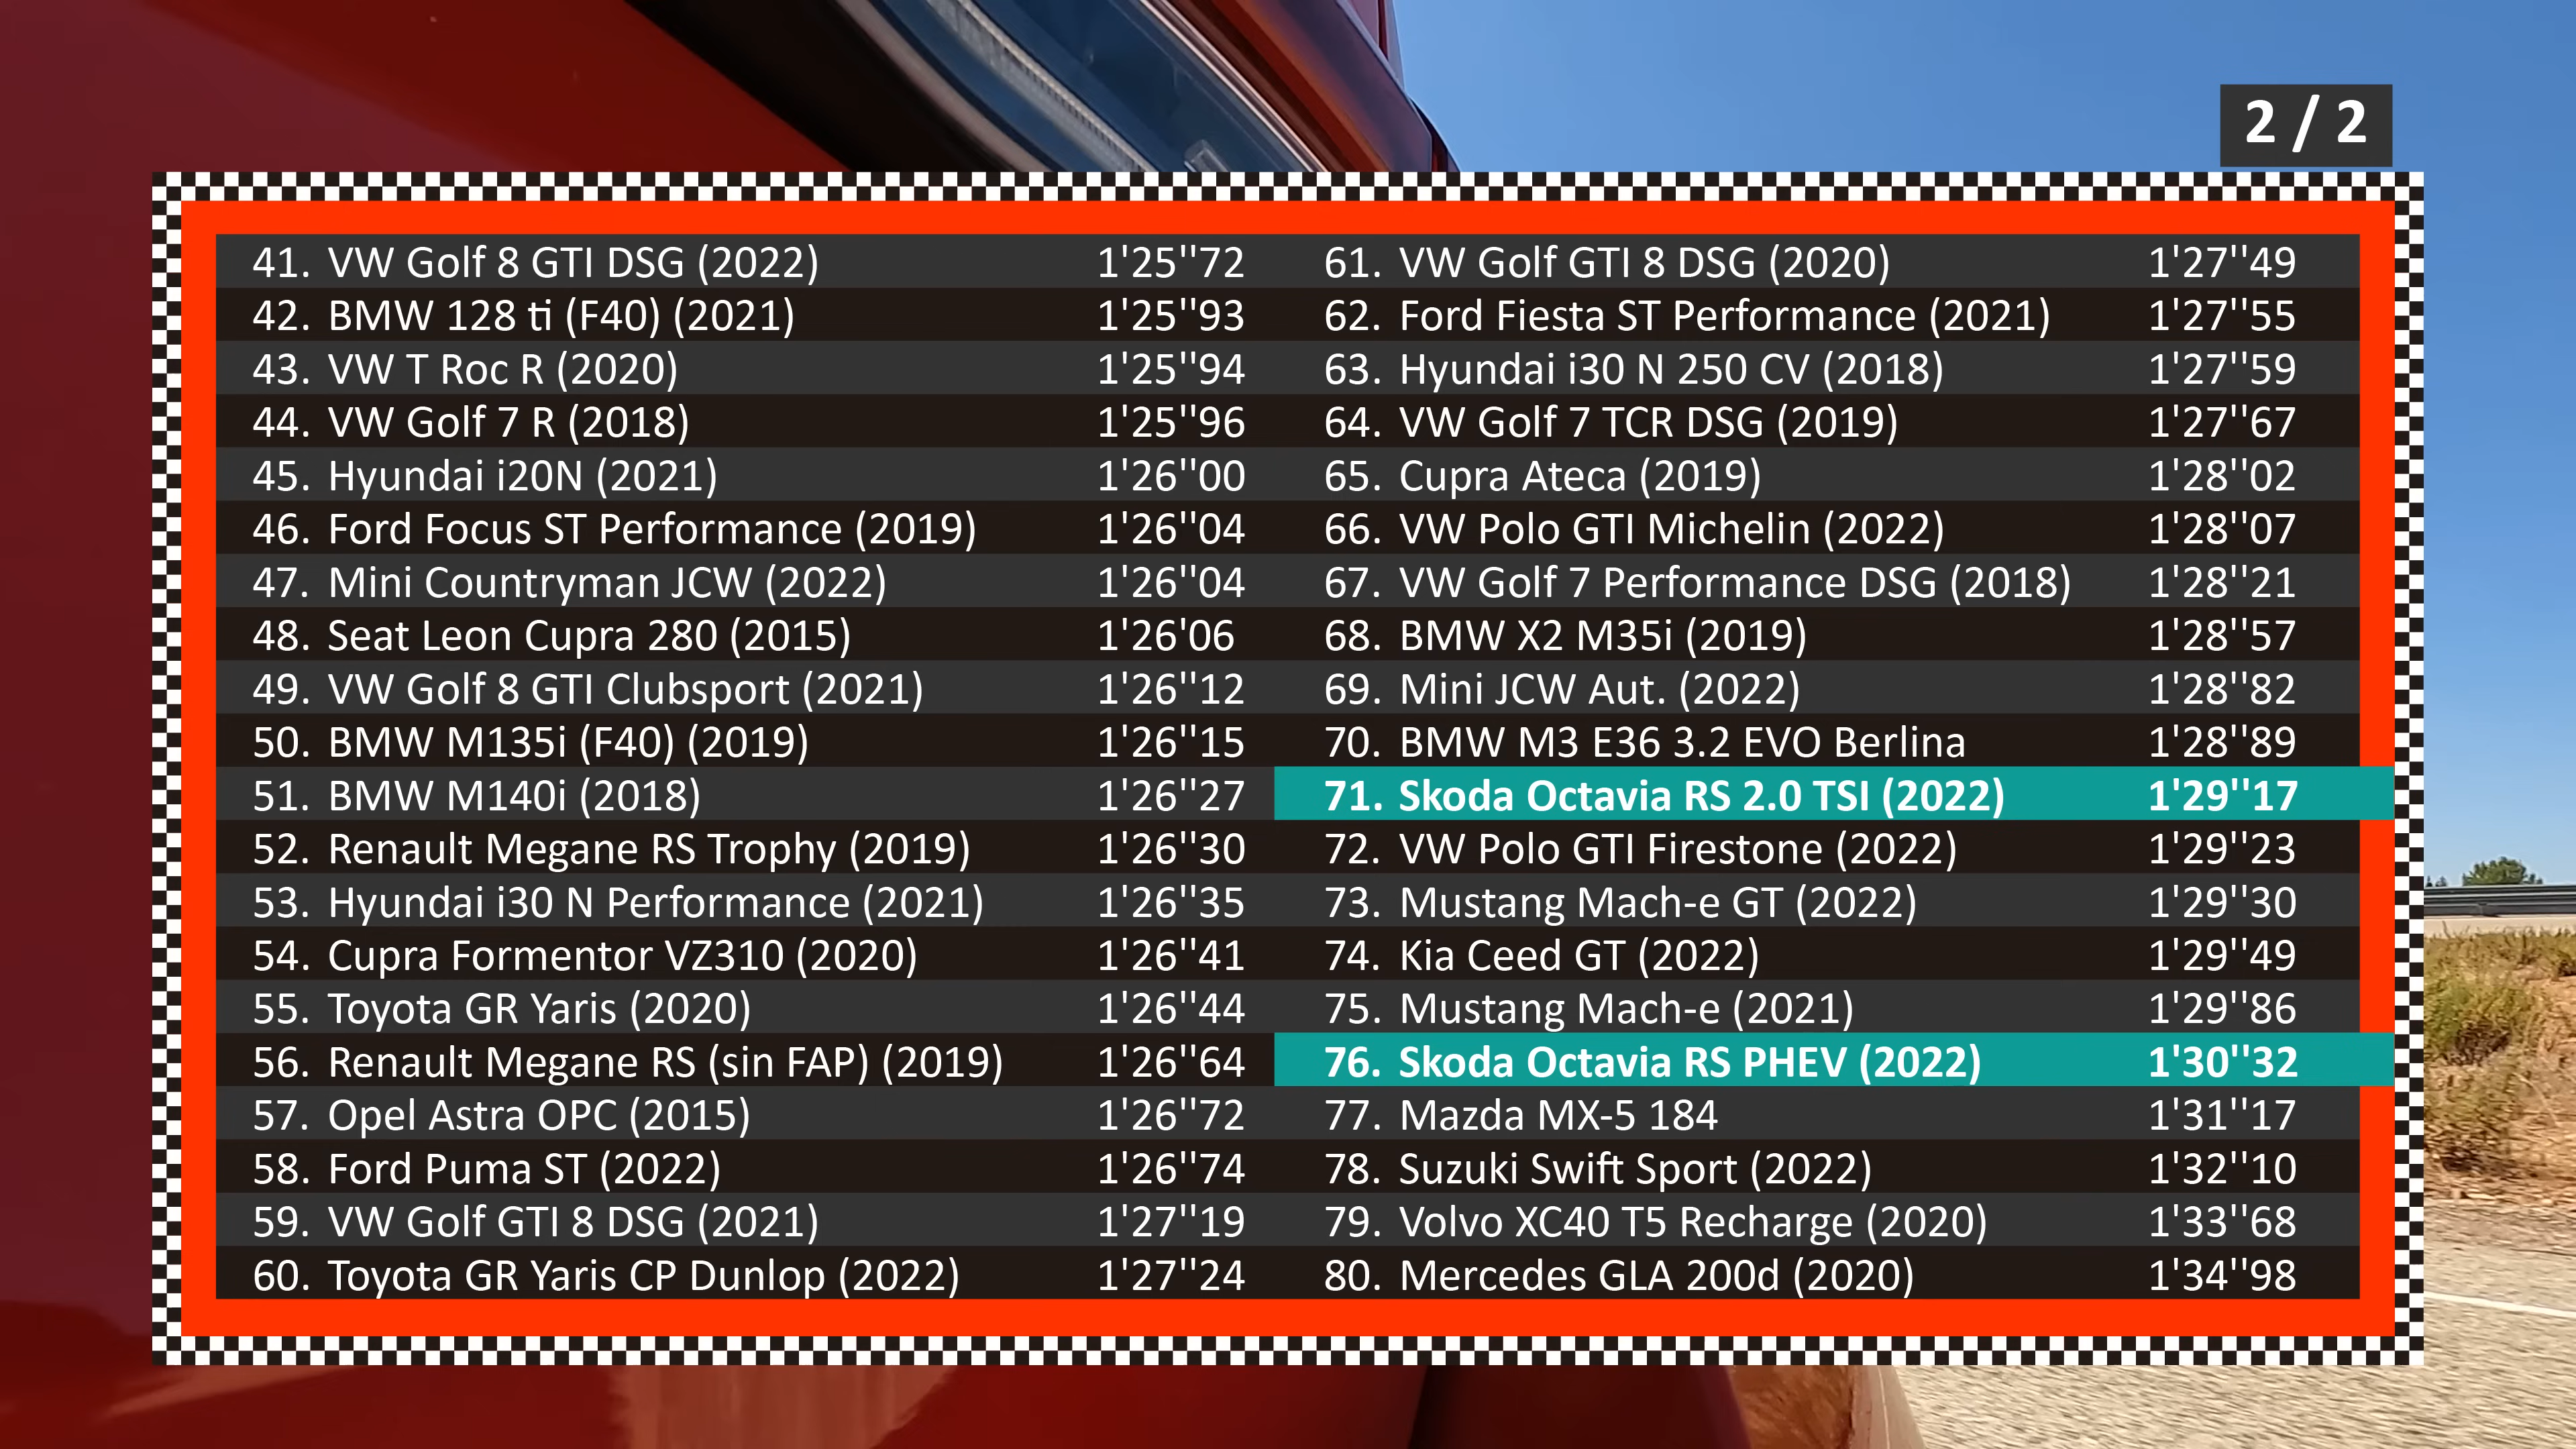 2 / 2
41. VW Golf 8 GTI DSG (2022) 1'25''72
42. BMW 128 ti (F40) (2021) 1'25''93
43. VW T Roc R (2020) 1'25''94
44. VW Golf 7 R (2018) 1'25''96
45. Hyundai i20N (2021) 1'26''00
46. Ford Focus ST Performance (2019) 1'26''04
47. Mini Countryman JCW (2022) 1'26''04
48. Seat Leon Cupra 280 (2015) 1'26'06
49. VW Golf 8 GTI Clubsport (2021) 1'26''12
50. BMW M135i (F40) (2019) 1'26''15
51. BMW M140i (2018) 1'26''27
52. Renault Megane RS Trophy (2019) 1'26''30
53. Hyundai i30 N Performance (2021) 1'26''35
54. Cupra Formentor VZ310 (2020) 1'26''41
55. Toyota GR Yaris (2020) 1'26''44
56. Renault Megane RS (sin FAP) (2019) 1'26''64
57. Opel Astra OPC (2015) 1'26''72
58. Ford Puma ST (2022) 1'26''74
59. VW Golf GTI 8 DSG (2021) 1'27''19
60. Toyota GR Yaris CP Dunlop (2022) 1'27''24
61. VW Golf GTI 8 DSG (2020) 1'27''49
62. Ford Fiesta ST Performance (2021) 1'27''55
63. Hyundai i30 N 250 CV (2018) 1'27''59
64. VW Golf 7 TCR DSG (2019) 1'27''67
65. Cupra Ateca (2019) 1'28''02
66. VW Polo GTI Michelin (2022) 1'28''07
67. VW Golf 7 Performance DSG (2018) 1'28''21
68. BMW X2 M35i (2019) 1'28''57
69. Mini JCW Aut. (2022) 1'28''82
70. BMW M3 E36 3.2 EVO Berlina 1'28''89
71. Skoda Octavia RS 2.0 TSI (2022) 1'29''17
72. VW Polo GTI Firestone (2022) 1'29''23
73. Mustang Mach-e GT (2022) 1'29''30
74. Kia Ceed GT (2022) 1'29''49
75. Mustang Mach-e (2021) 1'29''86
76. Skoda Octavia RS PHEV (2022) 1'30''32
77. Mazda MX-5 184 1'31''17
78. Suzuki Swift Sport (2022) 1'32''10
79. Volvo XC40 T5 Recharge (2020) 1'33''68
80. Mercedes GLA 200d (2020) 1'34''98